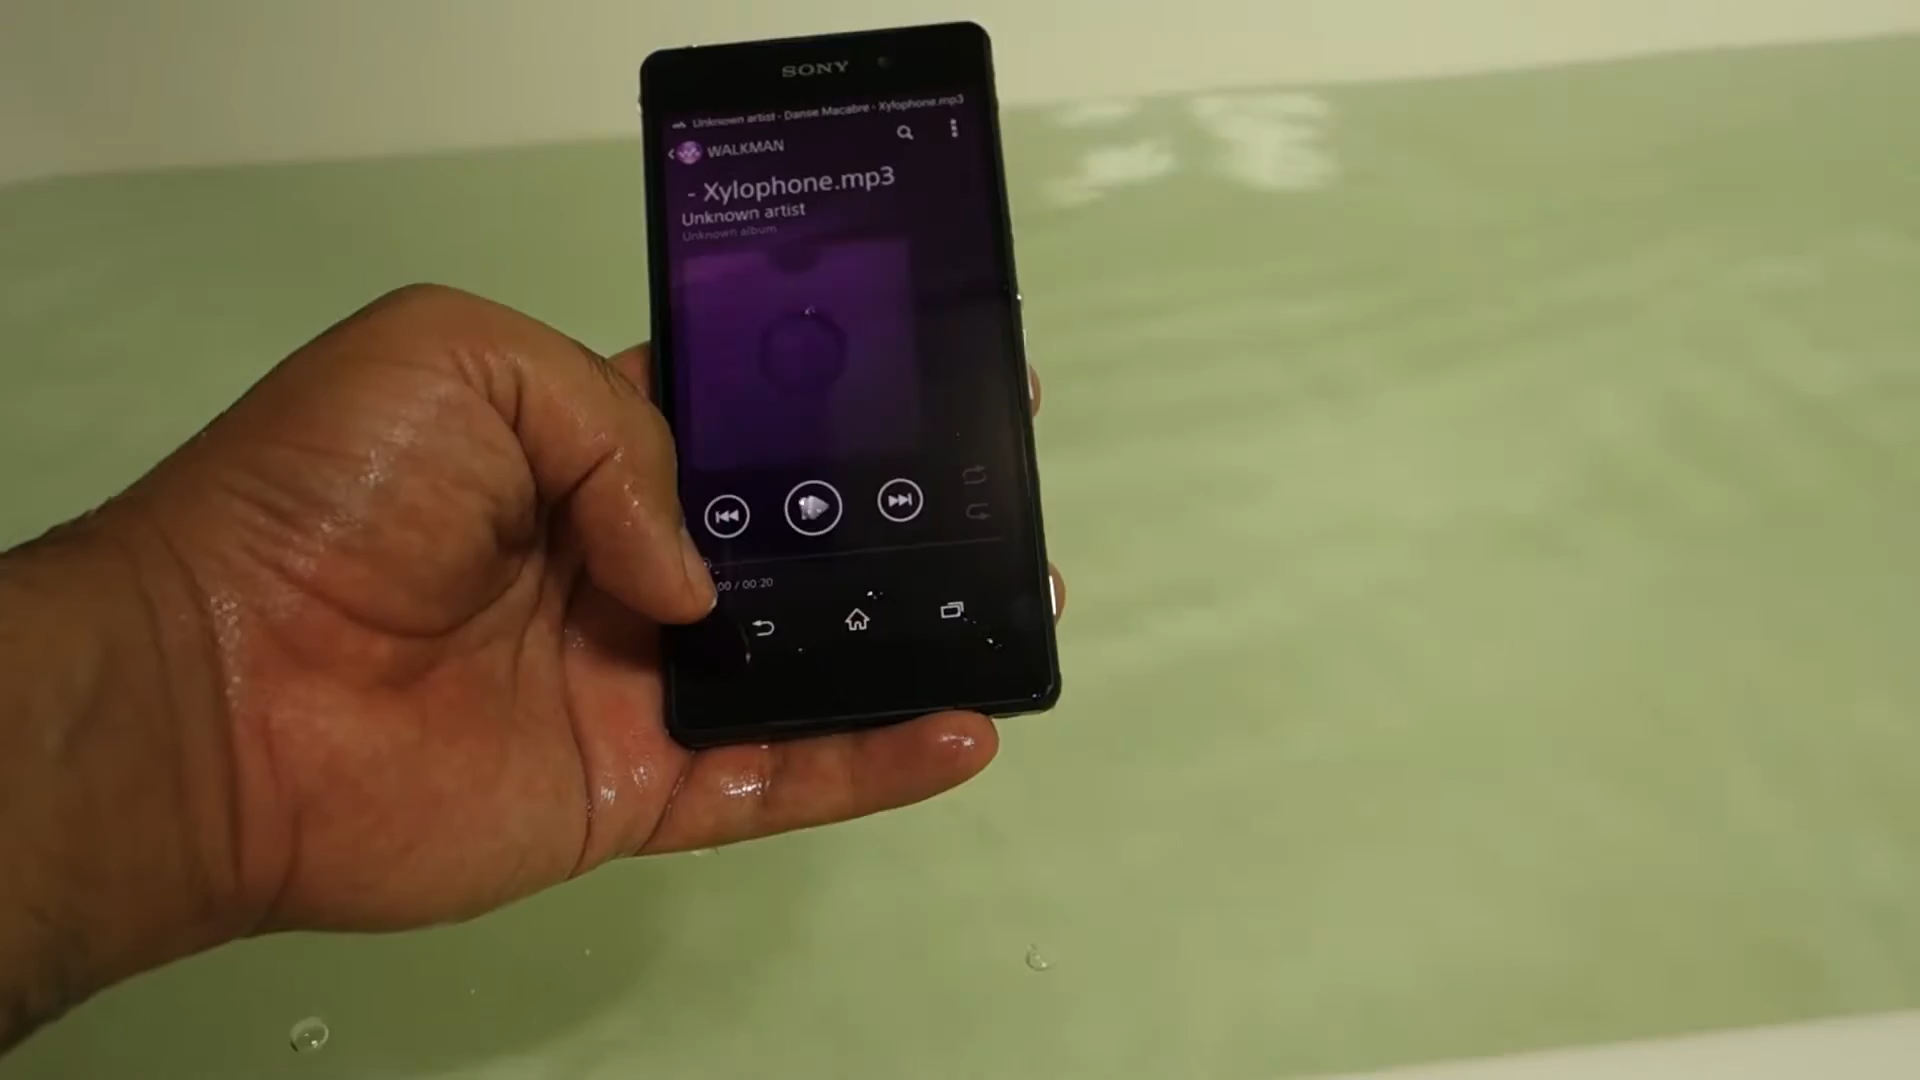 SONY
Unknown artist - Danse Macabre - Xylophone.mp3
WALKMAN
- Xylophone.mp3
Unknown artist
Unknown album
00 / 00:20